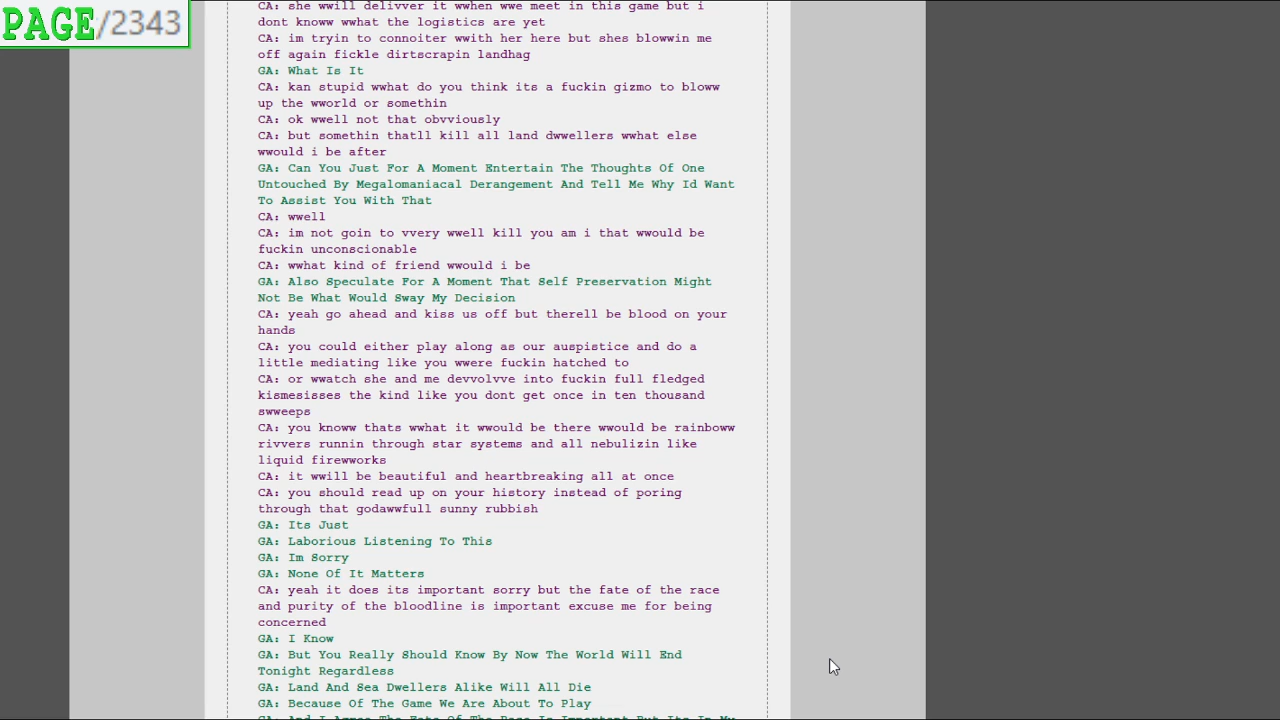 PAGE/2343
CA: she wwill delivver it wwhen wwe meet in this game but i
dont knoww wwhat the logistics are yet
CA: im tryin to connoiter wwith her here but shes blowwin me
off again fickle dirtscrapin landhag
GA: What Is It
CA: kan stupid wwhat do you think its a fuckin gizmo to bloww
up the wworld or somethin
CA: ok wwell not that obvviously
CA: but somethin thatll kill all land dwwellers wwhat else
wwould i be after
GA: Can You Just For A Moment Entertain The Thoughts Of One
Untouched By Megalomaniacal Derangement And Tell Me Why Id Want
To Assist You With That
CA: wwell
CA: im not goin to vvery wwell kill you am i that wwould be
fuckin unconscionable
CA: wwhat kind of friend wwould i be
GA: Also Speculate For A Moment That Self Preservation Might
Not Be What Would Sway My Decision
CA: yeah go ahead and kiss us off but therell be blood on your
hands
CA: you could either play along as our auspistice and do a
little mediating like you wwere fuckin hatched to
CA: or wwatch she and me devvolvve into fuckin full fledged
kismesisses the kind like you dont get once in ten thousand
swweeps
CA: you knoww thats wwhat it wwould be there wwould be rainboww
rivvers runnin through star systems and all nebulizin like
liquid firewworks
CA: it wwill be beautiful and heartbreaking all at once
CA: you should read up on your history instead of poring
through that godawwfull sunny rubbish
GA: Its Just
GA: Laborious Listening To This
GA: Im Sorry
GA: None Of It Matters
CA: yeah it does its important sorry but the fate of the race
and purity of the bloodline is important excuse me for being
concerned
GA: I Know
GA: But You Really Should Know By Now The World Will End
Tonight Regardless
GA: Land And Sea Dwellers Alike Will All Die
GA: Because Of The Game We Are About To Play
GA: And I Agree The Fate Of The Race Is Important But Its In My